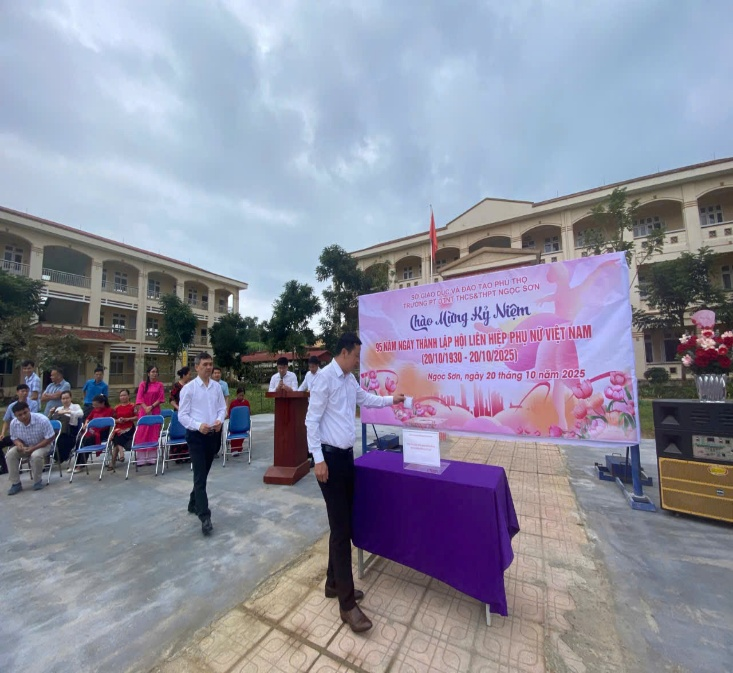 SỞ GIÁO DỤC VÀ ĐÀO TẠO PHÚ THỌ
TRƯỜNG PT DTNT THCS&THPT NGỌC SƠN
Chào Mừng Kỷ Niệm
95 NĂM NGÀY THÀNH LẬP HỘI LIÊN HIỆP PHỤ NỮ VIỆT NAM
(20/10/1930 - 20/10/2025)
Ngọc Sơn, ngày 20 tháng 10 năm 2025